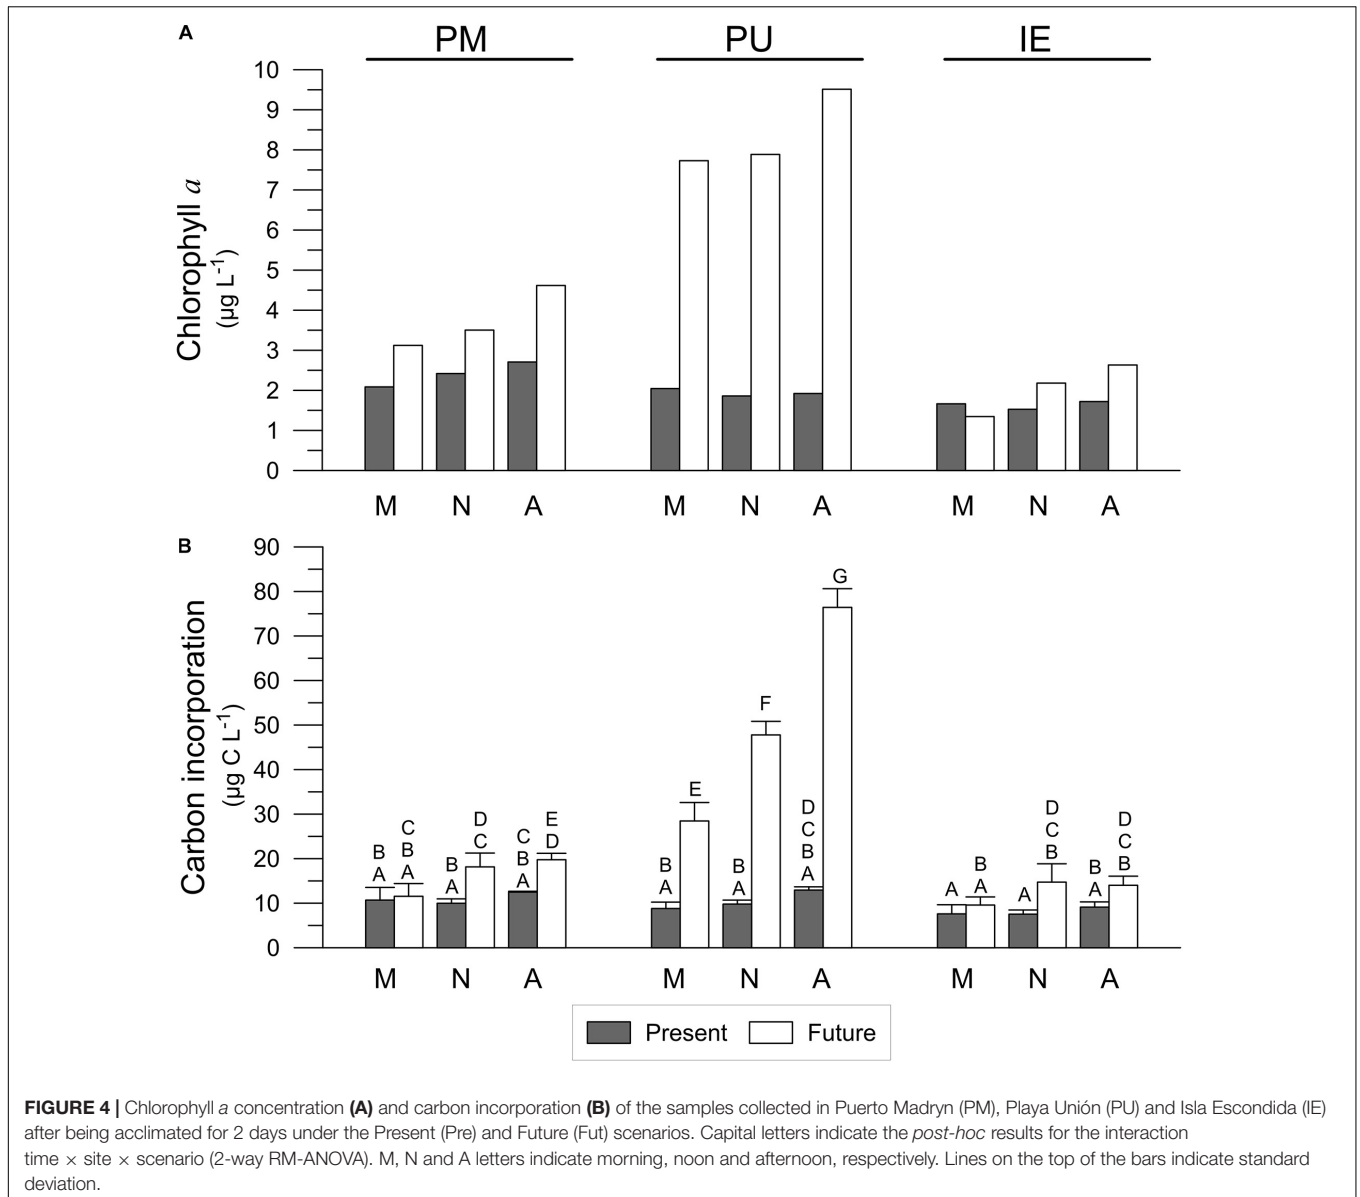 A
PM PU IE
10
9
8
7
6
5
4
3
2
1
0
Chlorophyll a
(µg L-1)
M N A M N A M N A
B
90
80
70
60
50
40
30
20
10
0
Carbon incorporation
(µg C L-1)
G
F
E
D
C
B
A
B
A
C
B
A
B
A
D
C
C
B
A
E
D
B
A
B
A
A
B
A
A
D
C
B
B
A
D
C
B
M N A M N A M N A
Present Future
FIGURE 4 | Chlorophyll a concentration (A) and carbon incorporation (B) of the samples collected in Puerto Madryn (PM), Playa Unión (PU) and Isla Escondida (IE)
after being acclimated for 2 days under the Present (Pre) and Future (Fut) scenarios. Capital letters indicate the post-hoc results for the interaction
time × site × scenario (2-way RM-ANOVA). M, N and A letters indicate morning, noon and afternoon, respectively. Lines on the top of the bars indicate standard
deviation.